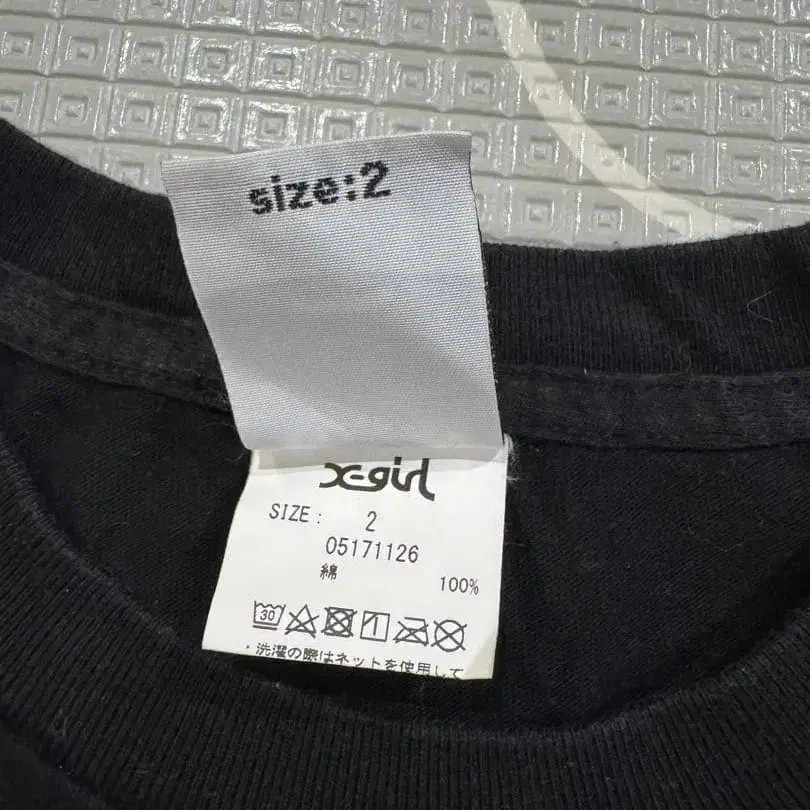 size:2
X-girl
SIZE: 2
05171126
綿 100%
30
・洗濯の際はネットを使用して